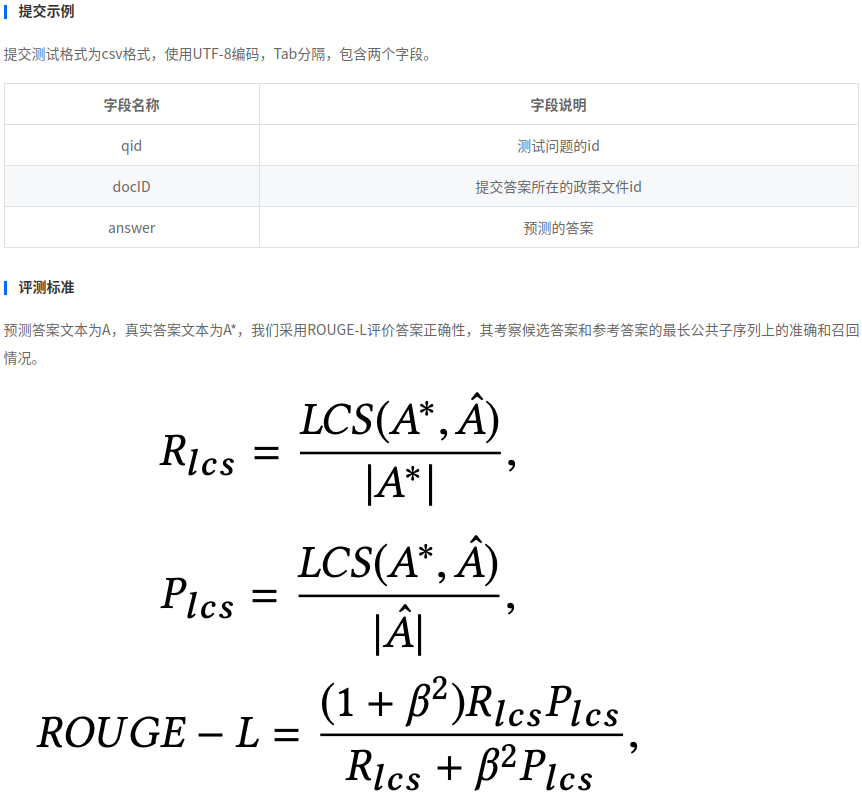 提交示例
提交测试格式为csv格式，使用UTF-8编码，Tab分隔，包含两个字段。
字段名称 字段说明
qid 测试问题的id
docID 提交答案所在的政策文件id
answer 预测的答案
评测标准
预测答案文本为A，真实答案文本为A*，我们采用ROUGE-L评价答案正确性，其考察候选答案和参考答案的最长公共子序列上的准确和召回
情况。
R_{lcs} = \frac{LCS(A^*, \hat{A})}{|A^*|},
P_{lcs} = \frac{LCS(A^*, \hat{A})}{|\hat{A}|},
ROUGE - L = \frac{(1 + β^2)R_{lcs}P_{lcs}}{R_{lcs} + β^2P_{lcs}},